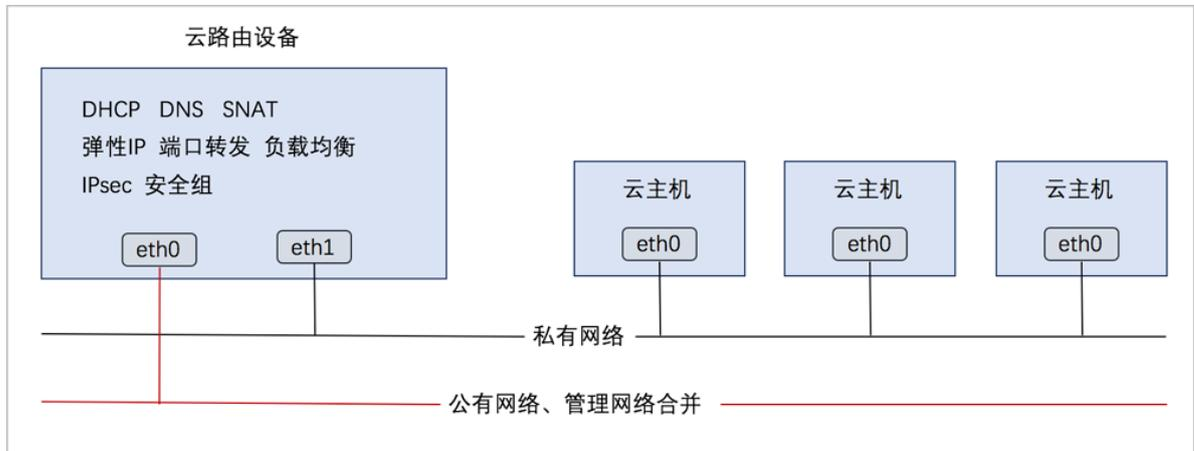 云路由设备
DHCP DNS SNAT
弹性IP 端口转发 负载均衡
IPsec 安全组
eth0
eth1
云主机
云主机
云主机
eth0
eth0
eth0
私有网络
公有网络、管理网络合并